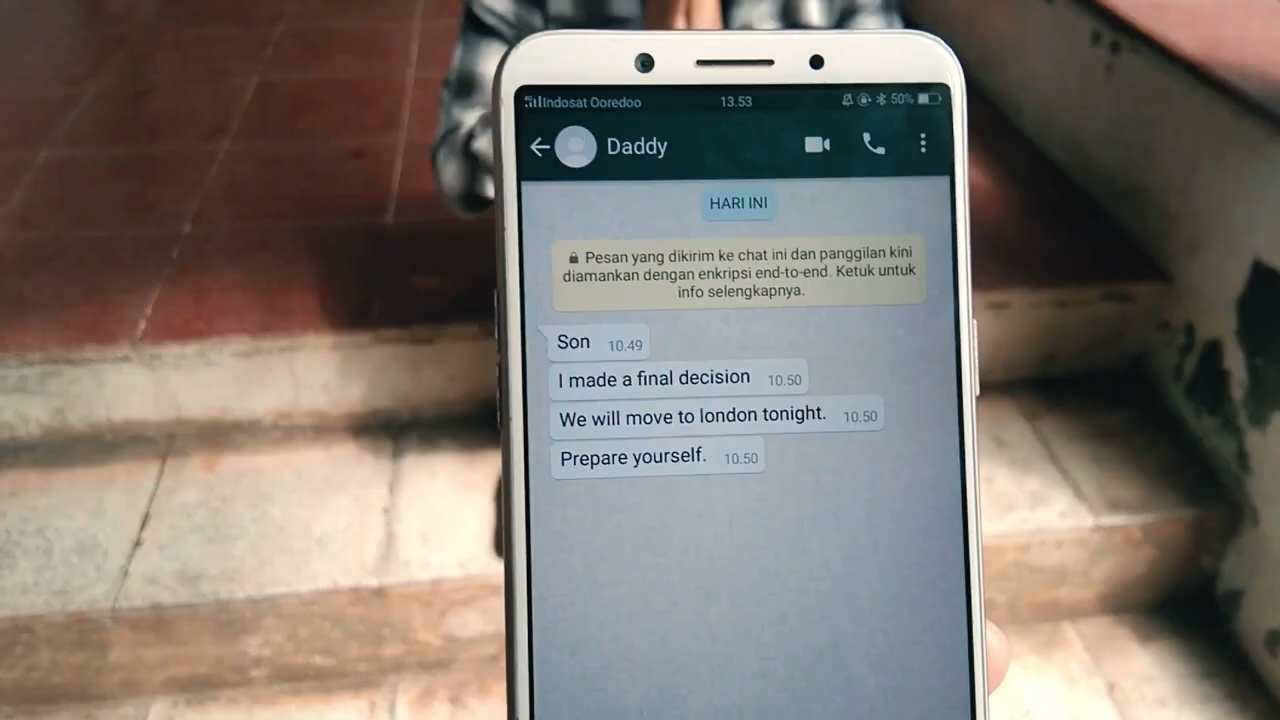 Indosat Ooredoo 13.53 50%
Daddy
HARI INI
Pesan yang dikirim ke chat ini dan panggilan kini
diamankan dengan enkripsi end-to-end. Ketuk untuk
info selengkapnya.
Son 10.49
I made a final decision 10.50
We will move to london tonight. 10.50
Prepare yourself. 10.50